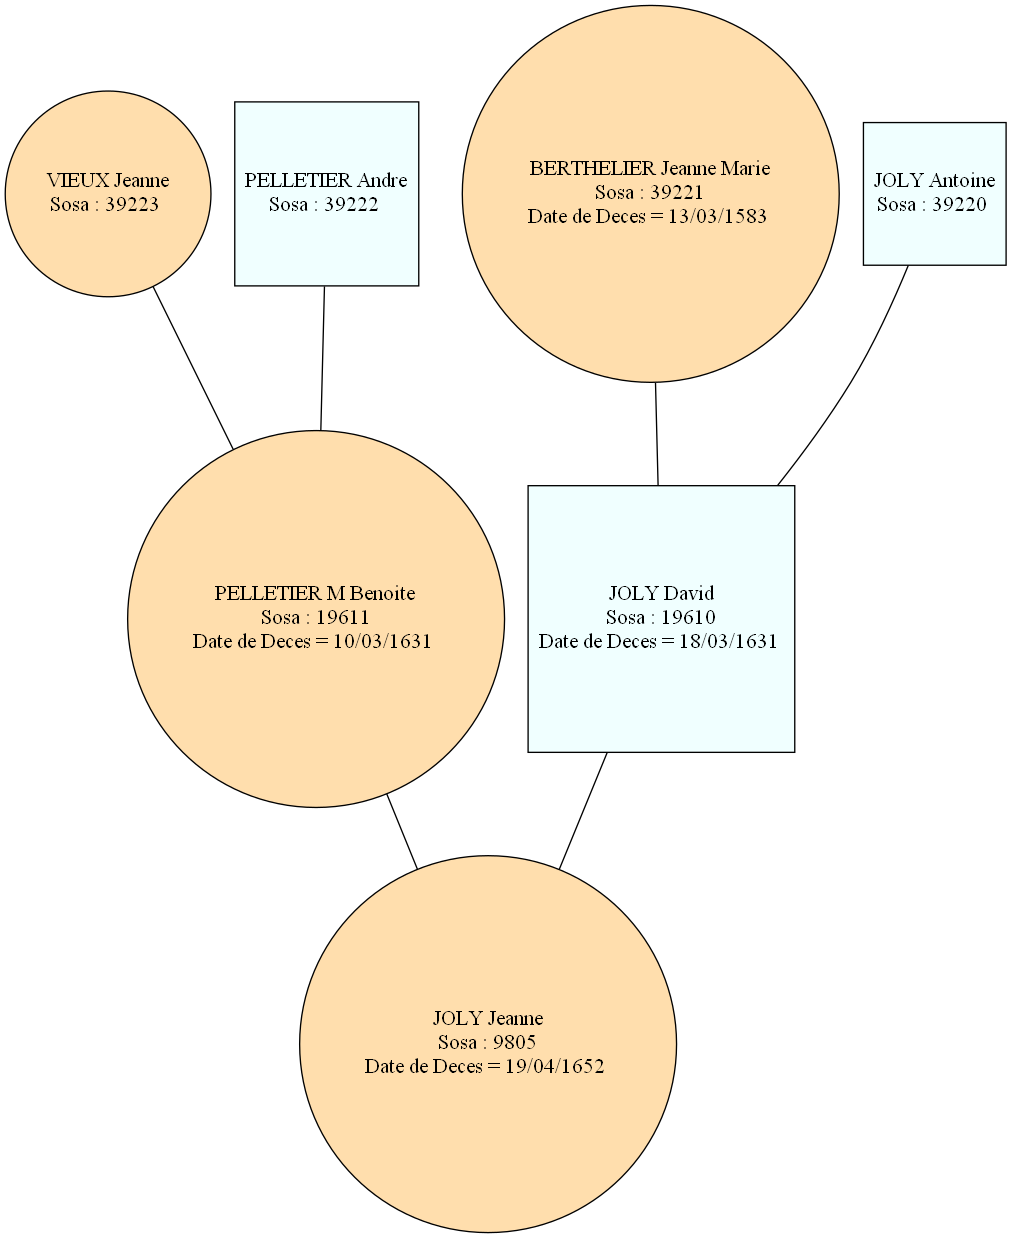 VIEUX Jeanne
Sosa : 39223
PELLETIER Andre
Sosa : 39222
BERTHELIER Jeanne Marie
Sosa : 39221
Date de Deces = 13/03/1583
JOLY Antoine
Sosa : 39220
PELLETIER M Benoite
Sosa : 19611
Date de Deces = 10/03/1631
JOLY David
Sosa : 19610
Date de Deces = 18/03/1631
JOLY Jeanne
Sosa : 9805
Date de Deces = 19/04/1652